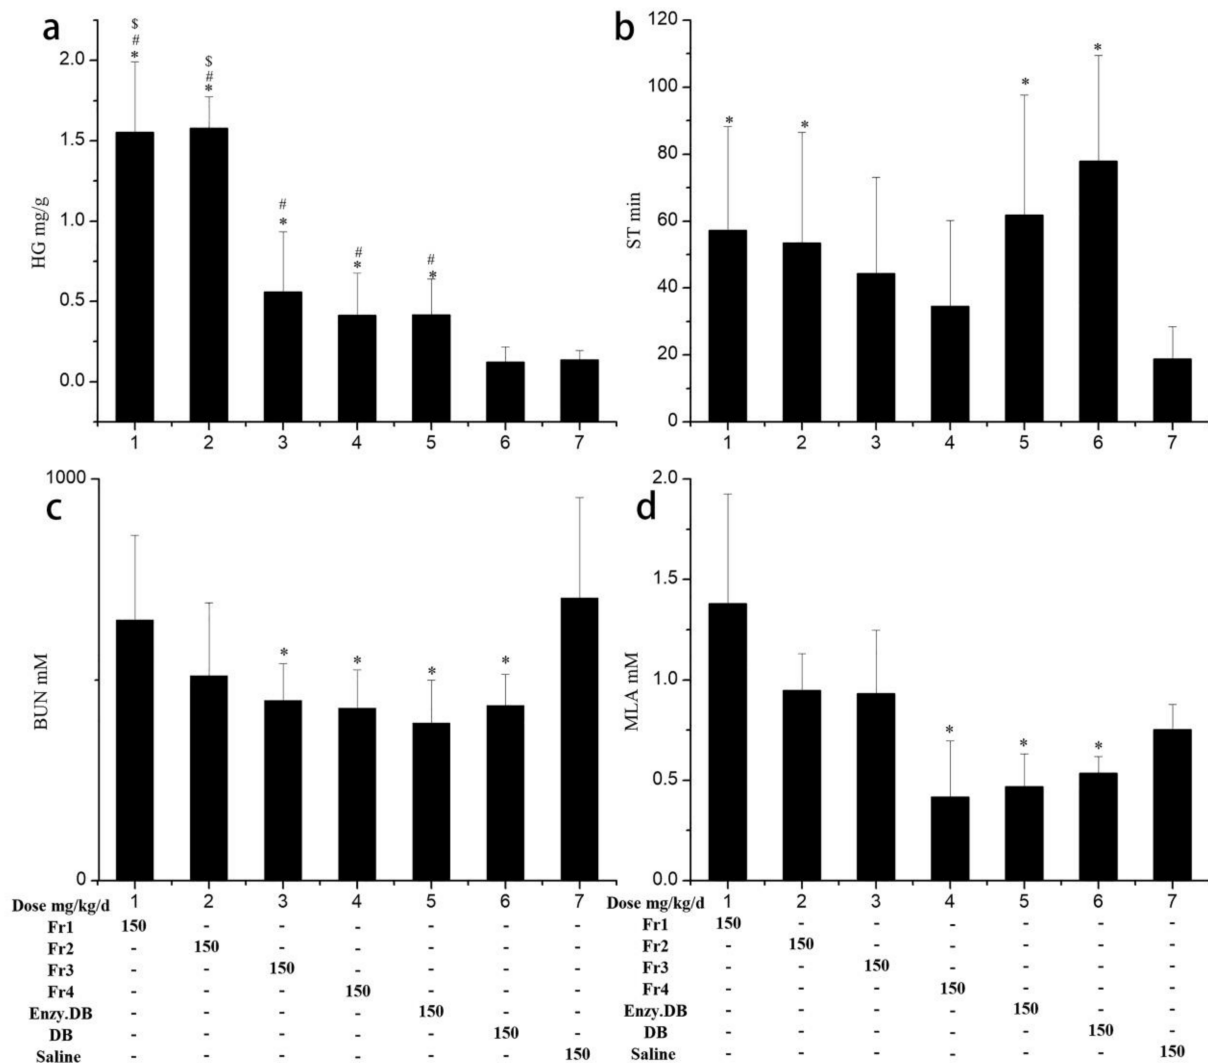 a
$
#
*
$
#
*
#
*
#
*
#
*
2.0
1.5
1.0
0.5
0.0
HG mg/g
1 2 3 4 5 6 7
b
*
*
*
*
120
100
80
60
40
20
0
ST min
1 2 3 4 5 6 7
c
1000
0
BUN mM
* * * *
Dose mg/kg/d 1 2 3 4 5 6 7
Fr1 150 - - - - - -
Fr2 - 150 - - - - -
Fr3 - - 150 - - - -
Fr4 - - - 150 - - -
Enzy.DB - - - - 150 - -
DB - - - - - 150 -
Saline - - - - - - 150
d
2.0
1.5
1.0
0.5
0.0
MLA mM
* * *
Dose mg/kg/d 1 2 3 4 5 6 7
Fr1 150 - - - - - -
Fr2 - 150 - - - - -
Fr3 - - 150 - - - -
Fr4 - - - 150 - - -
Enzy.DB - - - - 150 - -
DB - - - - - 150 -
Saline - - - - - - 150